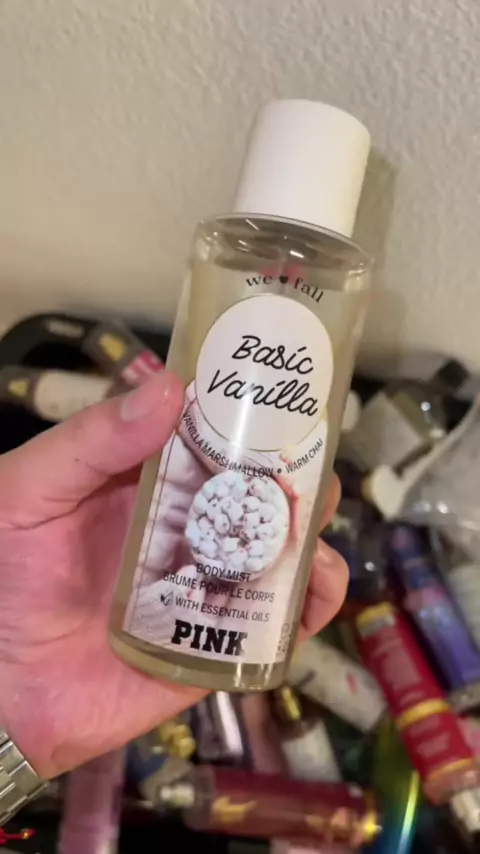 we ♥ fall
Basic
Vanilla
VANILLA MARSHMALLOW • WARM CHAI
BODY MIST
BRUME POUR LE CORPS
WITH ESSENTIAL OILS
PINK